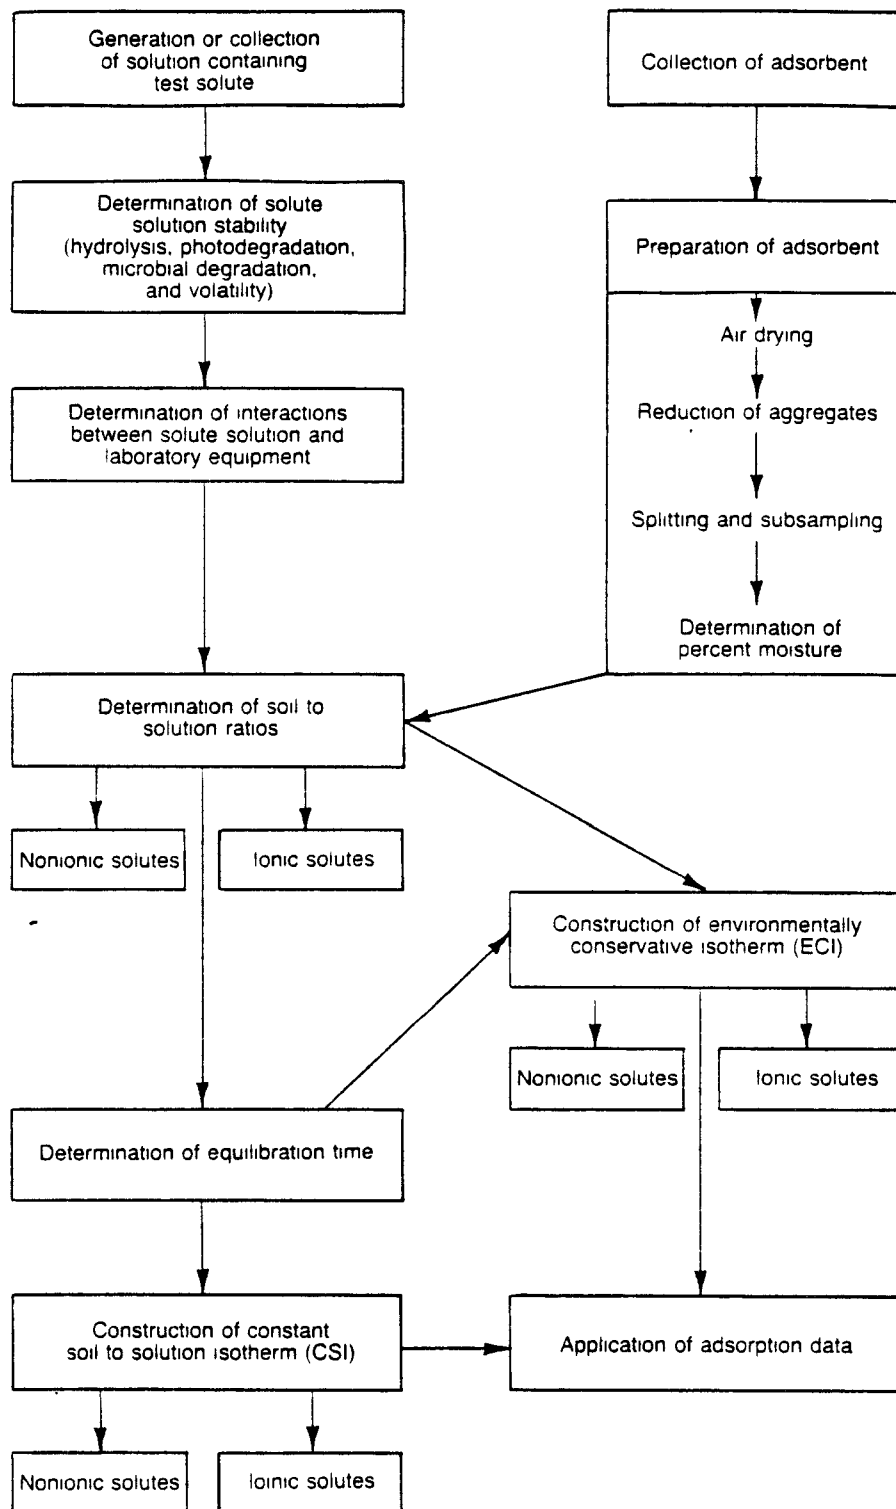 Generation or collection
of solution containing
test solute
Collection of adsorbent
Determination of solute
solution stability
(hydrolysis, photodegradation,
microbial degradation,
and volatility)
Preparation of adsorbent
Air drying
Reduction of aggregates
Splitting and subsampling
Determination of
percent moisture
Determination of interactions
between solute solution and
laboratory equipment
Determination of soil to
solution ratios
Nonionic solutes
Ionic solutes
Construction of environmentally
conservative isotherm (ECI)
Nonionic solutes
Ionic solutes
Determination of equilibration time
Construction of constant
soil to solution isotherm (CSI)
Application of adsorption data
Nonionic solutes
Ioinic solutes